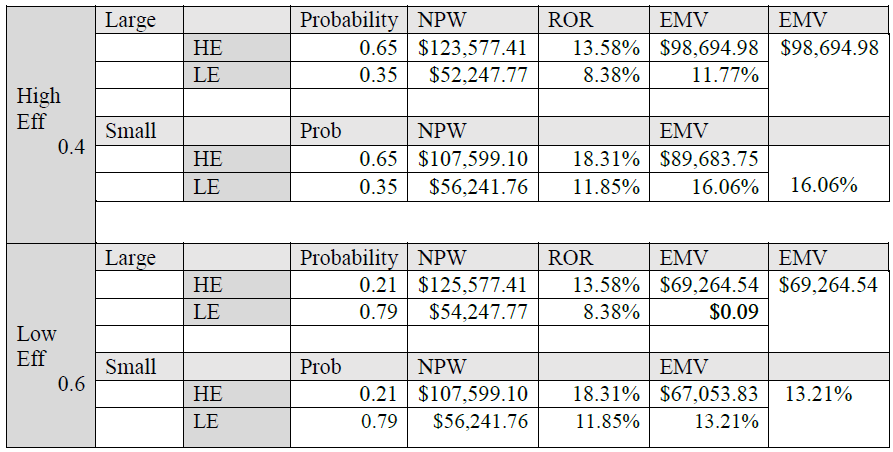 Large Probability NPW ROR EMV EMV
HE 0.65 $123,577.41 13.58% $98,694.98 $98,694.98
LE 0.35 $52,247.77 8.38% 11.77%
High
Eff
0.4
Small Prob NPW EMV
HE 0.65 $107,599.10 18.31% $89,683.75
LE 0.35 $56,241.76 11.85% 16.06% 16.06%
Large Probability NPW ROR EMV EMV
HE 0.21 $125,577.41 13.58% $69,264.54 $69,264.54
LE 0.79 $54,247.77 8.38% $0.09
Low
Eff
0.6
Small Prob NPW EMV
HE 0.21 $107,599.10 18.31% $67,053.83 13.21%
LE 0.79 $56,241.76 11.85% 13.21%